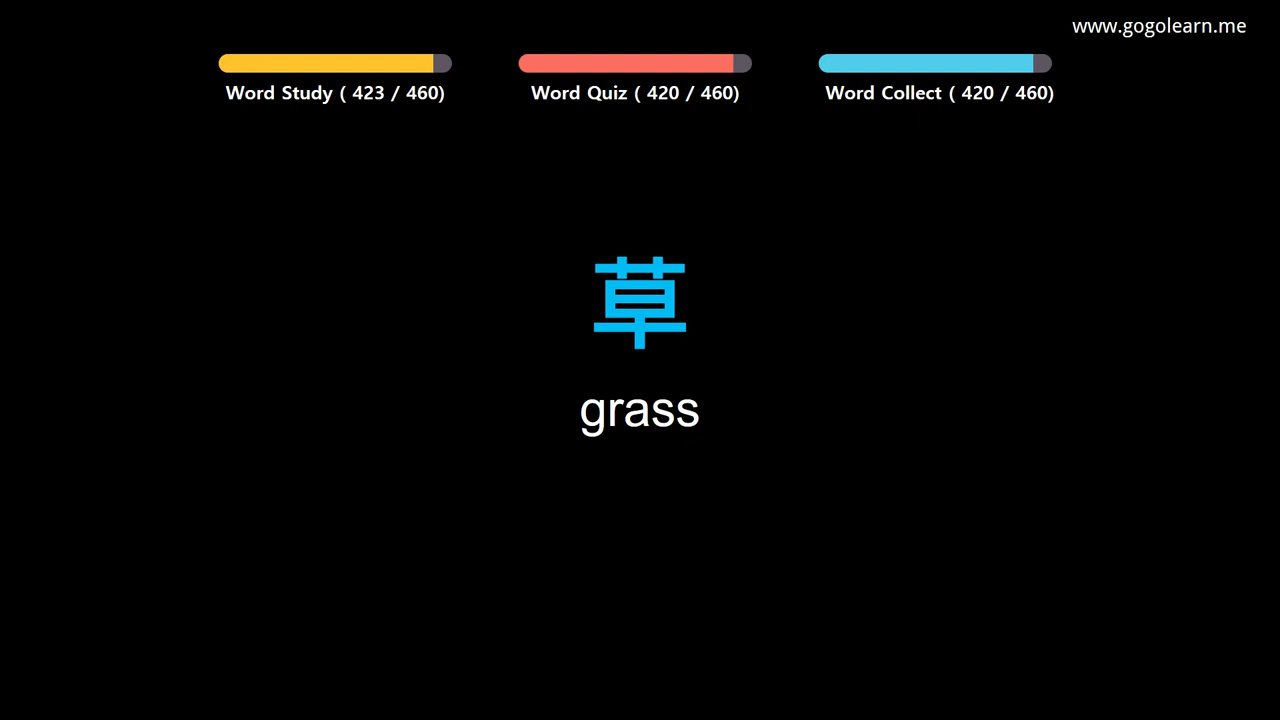 www.gogolearn.me
Word Study ( 423 / 460)
Word Quiz ( 420 / 460)
Word Collect ( 420 / 460)
草
grass